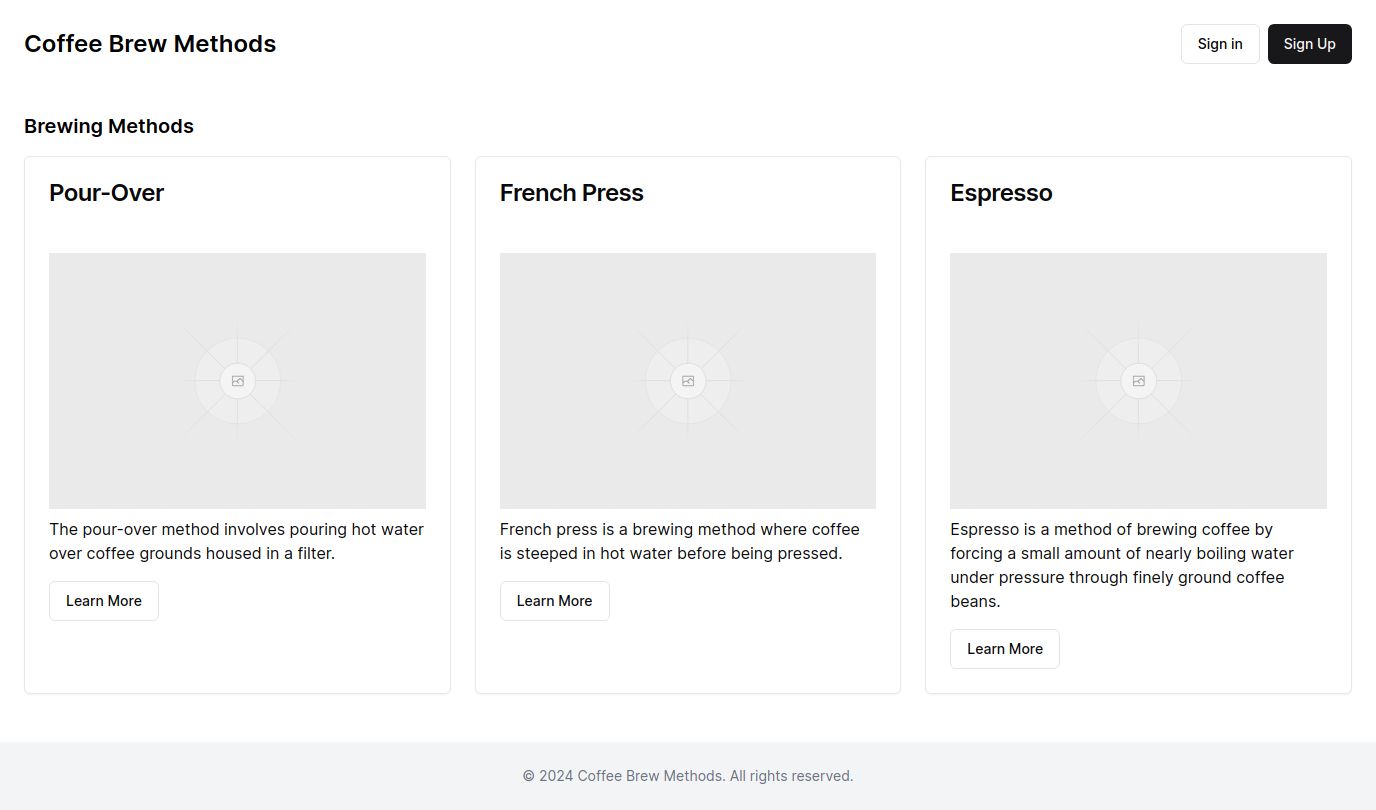 Coffee Brew Methods
Sign in
Sign Up
Brewing Methods
Pour-Over
The pour-over method involves pouring hot water
over coffee grounds housed in a filter.
Learn More
French Press
French press is a brewing method where coffee
is steeped in hot water before being pressed.
Learn More
Espresso
Espresso is a method of brewing coffee by
forcing a small amount of nearly boiling water
under pressure through finely ground coffee
beans.
Learn More
© 2024 Coffee Brew Methods. All rights reserved.